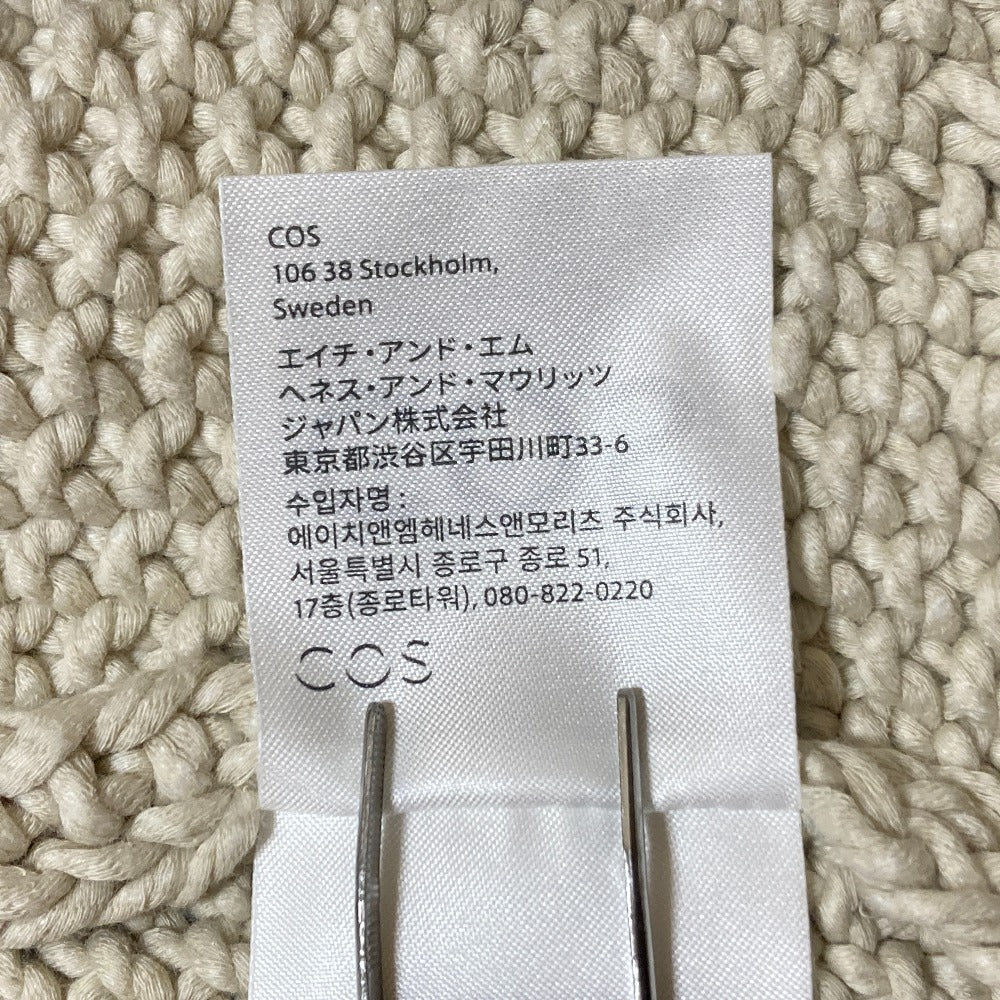 COS
106 38 Stockholm,
Sweden
エイチ・アンド・エム
ヘネス・アンド・マウリッツ
ジャパン株式会社
東京都渋谷区宇田川町33-6
수입자명 :
에이치앤엠헤네스앤모리츠 주식회사,
서울특별시 종로구 종로 51,
17층(종로타워), 080-822-0220
COS